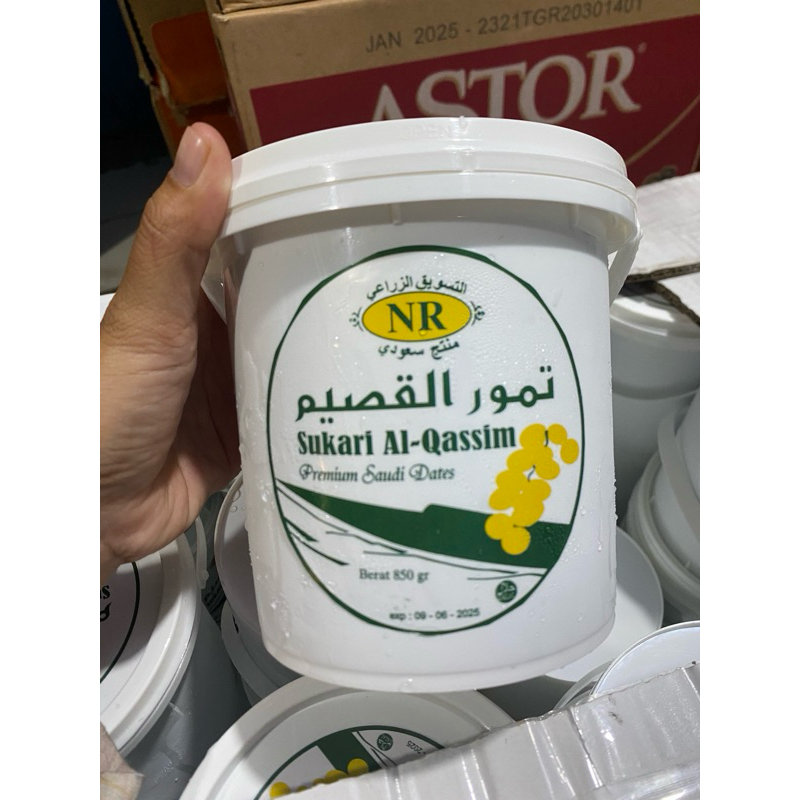 JAN 2025 - 2321TGR20301401
ASTOR
التسويق الزراعي
NR
منتج سعودي
تمور القصيم
Sukari Al-Qassim
Premium Saudi Dates
Berat 850 gr
exp : 09 - 06 - 2025